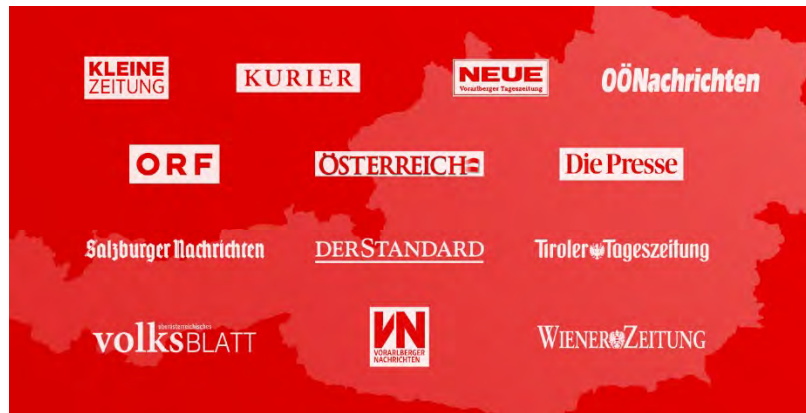 KLEINE
ZEITUNG
KURIER
NEUE
Vorarlberger Tageszeitung
OÖNachrichten
ORF
ÖSTERREICH
Die Presse
Salzburger Nachrichten
DERSTANDARD
Tiroler Tageszeitung
oberösterreichisches
volksBLATT
VN
VORARLBERGER
NACHRICHTEN
WIENER ZEITUNG